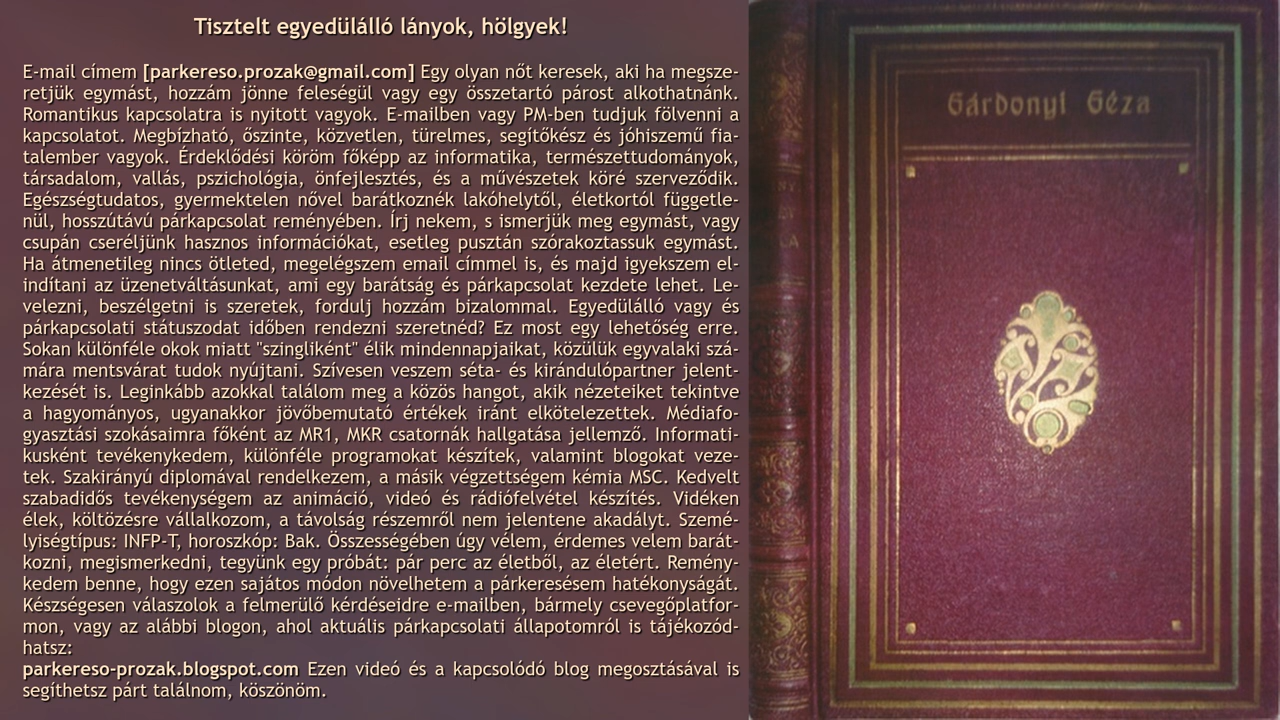 Tisztelt egyedülálló lányok, hölgyek!
E-mail címem [parkereso.prozak@gmail.com] Egy olyan nőt keresek, aki ha megsze-
retjük egymást, hozzám jönne feleségül vagy egy összetartó párost alkothatnánk.
Romantikus kapcsolatra is nyitott vagyok. E-mailben vagy PM-ben tudjuk fölvenni a
kapcsolatot. Megbízható, őszinte, közvetlen, türelmes, segítőkész és jóhiszemű fia-
talember vagyok. Érdeklődési köröm főképp az informatika, természettudományok,
társadalom, vallás, pszichológia, önfejlesztés, és a művészetek köré szerveződik.
Egészségtudatos, gyermektelen nővel barátkoznék lakóhelytől, életkortól függetle-
nül, hosszútávú párkapcsolat reményében. Írj nekem, s ismerjük meg egymást, vagy
csupán cseréljünk hasznos információkat, esetleg pusztán szórakoztassuk egymást.
Ha átmenetileg nincs ötleted, megelégszem email címmel is, és majd igyekszem el-
indítani az üzenetváltásunkat, ami egy barátság és párkapcsolat kezdete lehet. Le-
velezni, beszélgetni is szeretek, fordulj hozzám bizalommal. Egyedülálló vagy és
párkapcsolati státuszodat időben rendezni szeretnéd? Ez most egy lehetőség erre.
Sokan különféle okok miatt "szingliként" élik mindennapjaikat, közülük egyvalaki szá-
mára mentsvárat tudok nyújtani. Szívesen veszem séta- és kirándulópartner jelent-
kezését is. Leginkább azokkal találom meg a közös hangot, akik nézeteiket tekintve
a hagyományos, ugyanakkor jövőbemutató értékek iránt elkötelezettek. Médiafo-
gyasztási szokásaimra főként az MR1, MKR csatornák hallgatása jellemző. Informati-
kusként tevékenykedem, különféle programokat készítek, valamint blogokat veze-
tek. Szakirányú diplomával rendelkezem, a másik végzettségem kémia MSC. Kedvelt
szabadidős tevékenységem az animáció, videó és rádiófelvétel készítés. Vidéken
élek, költözésre vállalkozom, a távolság részemről nem jelentene akadályt. Szemé-
lyiségtípus: INFP-T, horoszkóp: Bak. Összességében úgy vélem, érdemes velem barát-
kozni, megismerkedni, tegyünk egy próbát: pár perc az életből, az életért. Remény-
kedem benne, hogy ezen sajátos módon növelhetem a párkeresésem hatékonyságát.
Készségesen válaszolok a felmerülő kérdéseidre e-mailben, bármely csevegőplatfor-
mon, vagy az alábbi blogon, ahol aktuális párkapcsolati állapotomról is tájékozód-
hatsz:
parkereso-prozak.blogspot.com Ezen videó és a kapcsolódó blog megosztásával is
segíthetsz párt találnom, köszönöm.
Gárdonyi Géza